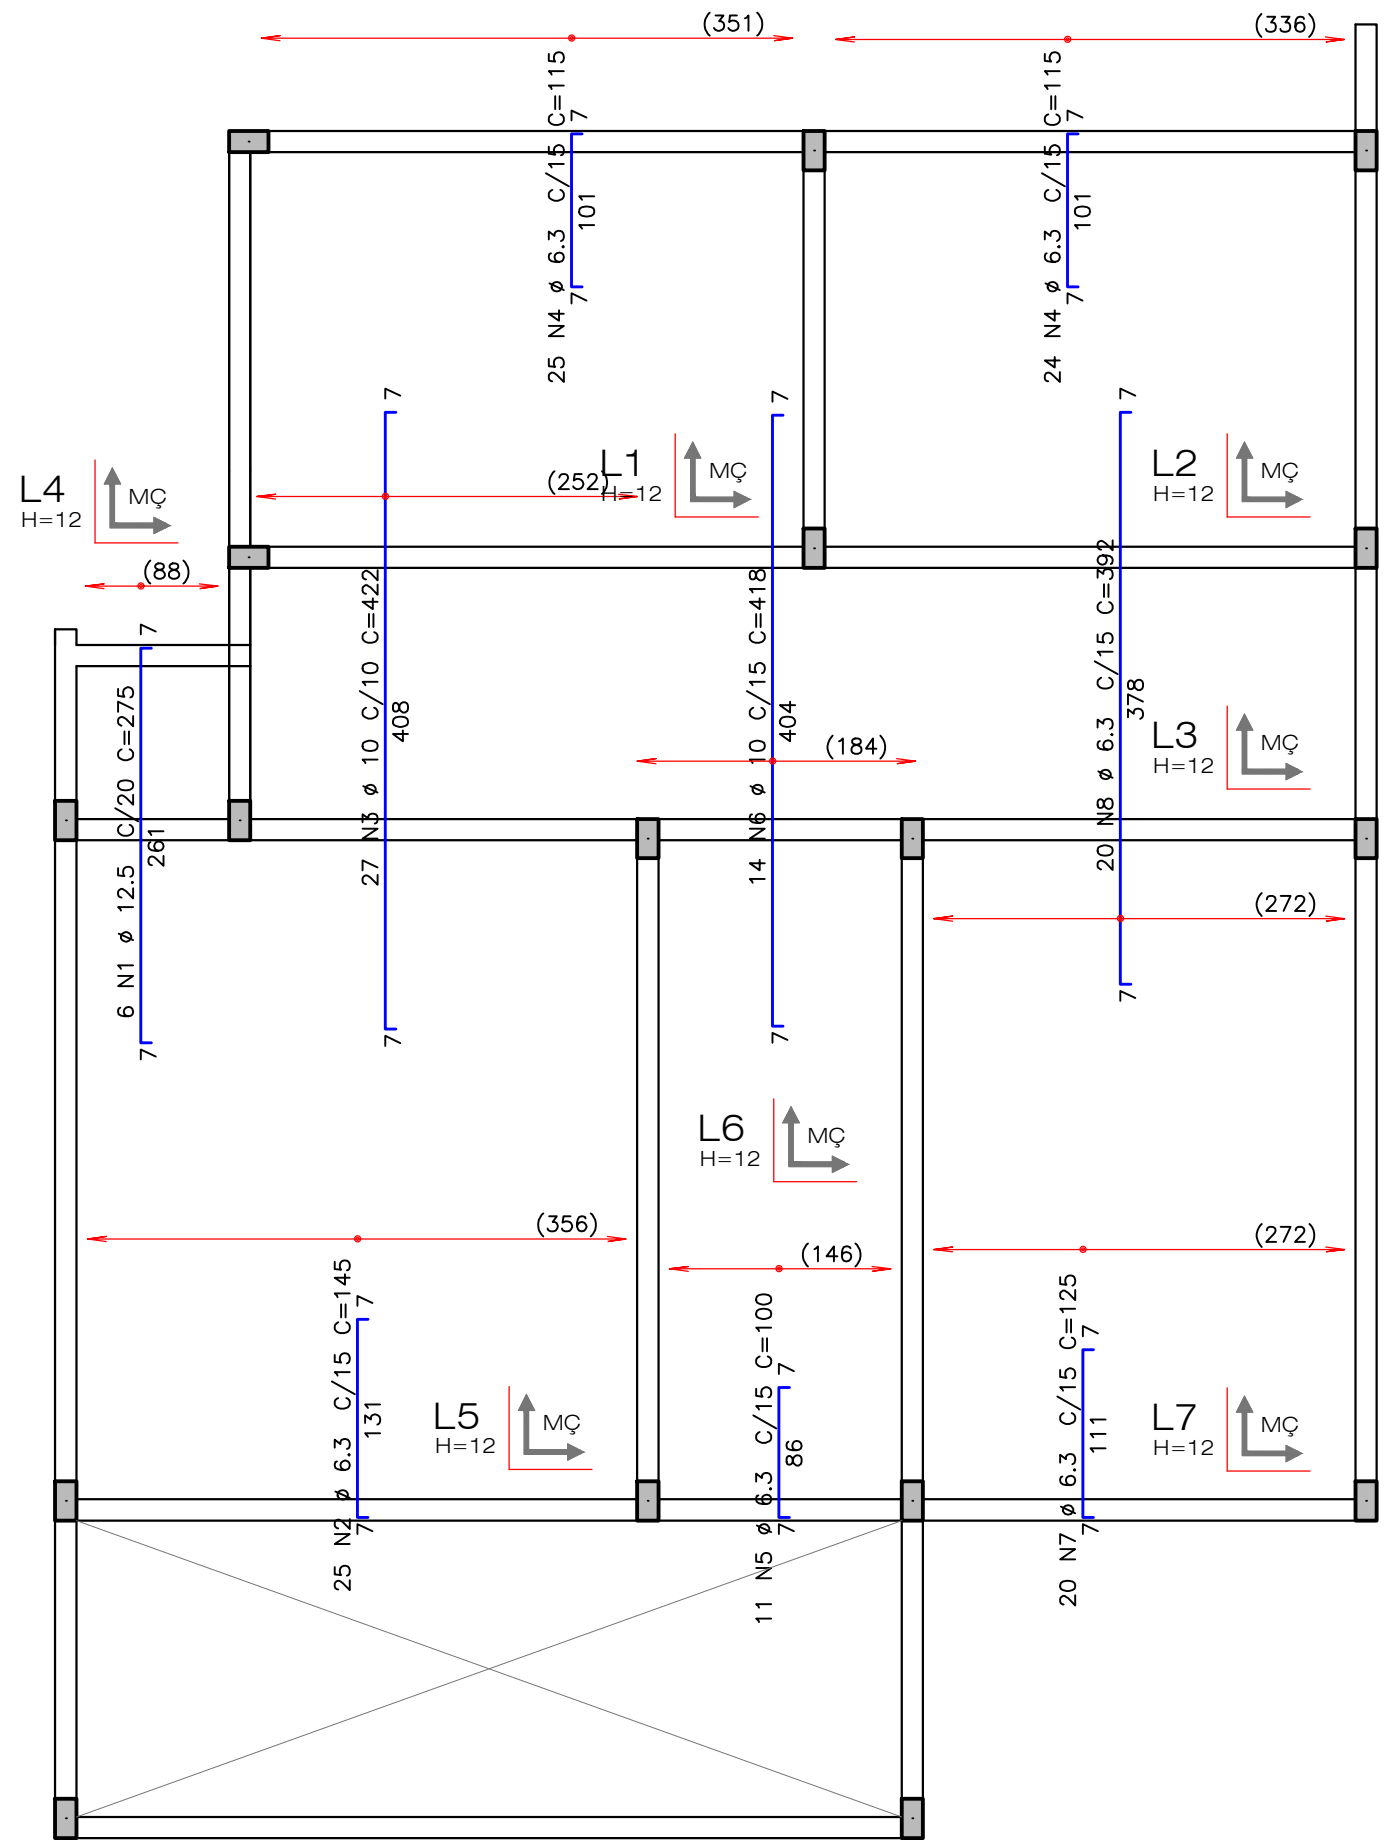 (351)
(336)
25 N4 ø 6.3 C/15 C=115
7
101
7
24 N4 ø 6.3 C/15 C=115
7
101
7
L4
H=12
MÇ
L1
H=12
MÇ
L2
H=12
MÇ
(252)
(88)
6 N1 ø 12.5 C/20 C=275
7
261
7
27 N3 ø 10 C/10 C=422
7
408
7
14 N6 ø 10 C/15 C=418
7
404
7
20 N8 ø 6.3 C/15 C=392
7
378
7
(184)
L3
H=12
MÇ
(272)
L6
H=12
MÇ
(356)
(146)
(272)
25 N2 ø 6.3 C/15 C=145
7
131
7
L5
H=12
MÇ
11 N5 ø 6.3 C/15 C=100
7
86
7
20 N7 ø 6.3 C/15 C=125
7
111
7
L7
H=12
MÇ